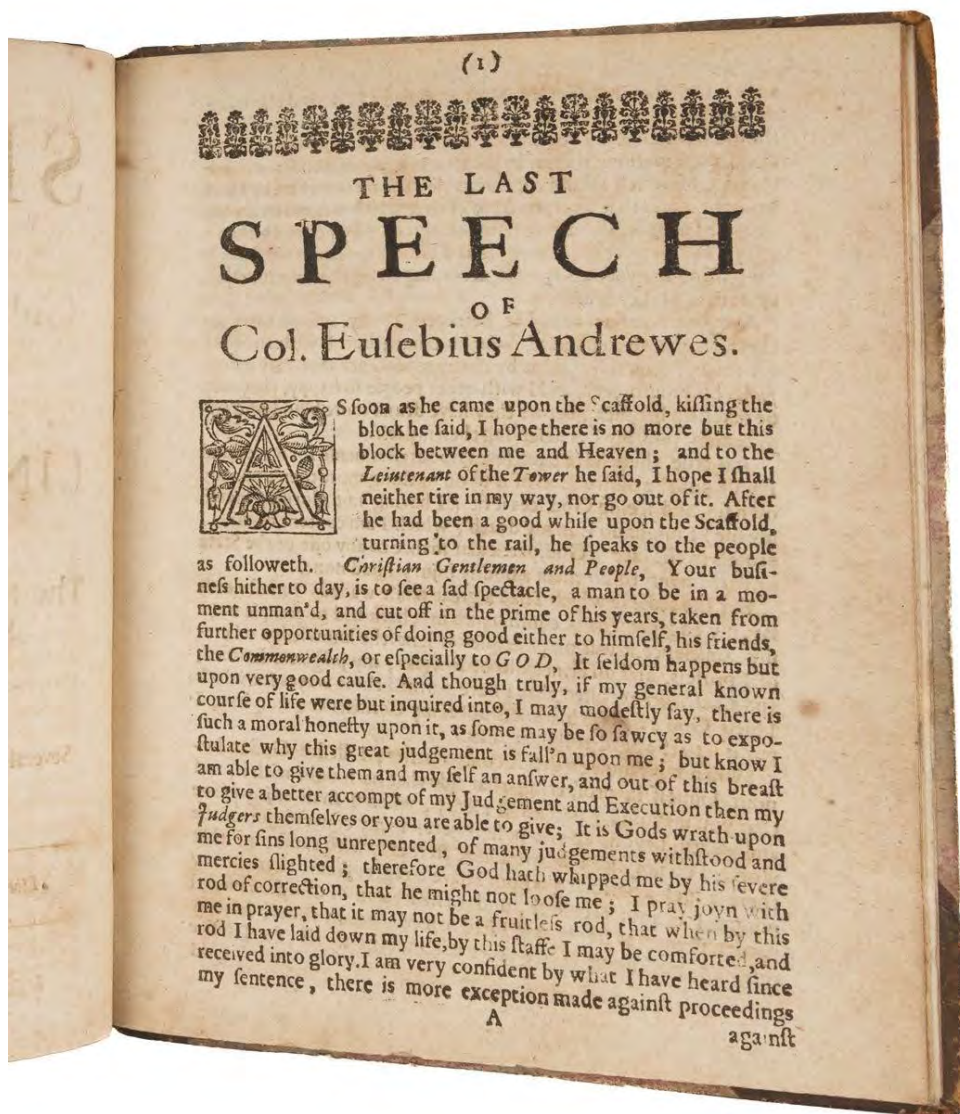 (1)
THE LAST
SPEECH
OF
Col. Euſebius Andrewes.
AS ſoon as he came upon the Scaffold, kiſſing the
block he ſaid, I hope there is no more but this
block between me and Heaven; and to the
Leiutenant of the Tower he ſaid, I hope I ſhall
neither tire in my way, nor go out of it. After
he had been a good while upon the Scaffold,
turning to the rail, he ſpeaks to the people
as followeth. Chriſtian Gentlemen and People, Your buſi-
neſs hither to day, is to ſee a ſad ſpectacle, a man to be in a mo-
ment unman'd, and cut off in the prime of his years, taken from
further opportunities of doing good either to himſelf, his friends,
the Commonwealth, or eſpecially to GOD, It ſeldom happens but
upon very good cauſe. And though truly, if my general known
courſe of life were but inquired into, I may modeſtly ſay, there is
ſuch a moral honeſty upon it, as ſome may be ſo ſawcy as to expo-
ſtulate why this great judgement is fall'n upon me; but know I
am able to give them and my ſelf an anſwer, and out of this breaſt
to give a better accompt of my Judgement and Execution then my
Judgers themſelves or you are able to give; It is Gods wrath upon
me for ſins long unrepented, of many judgements withſtood and
mercies ſlighted; therefore God hath whipped me by his ſevere
rod of correction, that he might not looſe me; I pray joyn with
me in prayer, that it may not be a fruitleſs rod, that when by this
rod I have laid down my life, by this ſtaffe I may be comforted, and
received into glory. I am very confident by what I have heard ſince
my ſentence, there is more exception made againſt proceedings
A
againſt